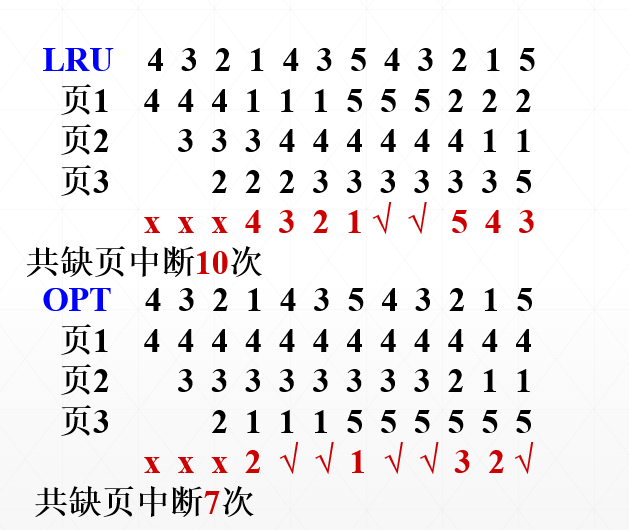 LRU 4 3 2 1 4 3 5 4 3 2 1 5
页1 4 4 4 1 1 1 5 5 5 2 2 2
页2 3 3 3 4 4 4 4 4 4 1 1
页3 2 2 2 3 3 3 3 3 3 5
x x x 4 3 2 1 √ √ 5 4 3
共缺页中断10次
OPT 4 3 2 1 4 3 5 4 3 2 1 5
页1 4 4 4 4 4 4 4 4 4 4 4 4
页2 3 3 3 3 3 3 3 3 2 1 1
页3 2 1 1 1 5 5 5 5 5 5
x x x 2 √ √ 1 √ √ 3 2 √
共缺页中断7次